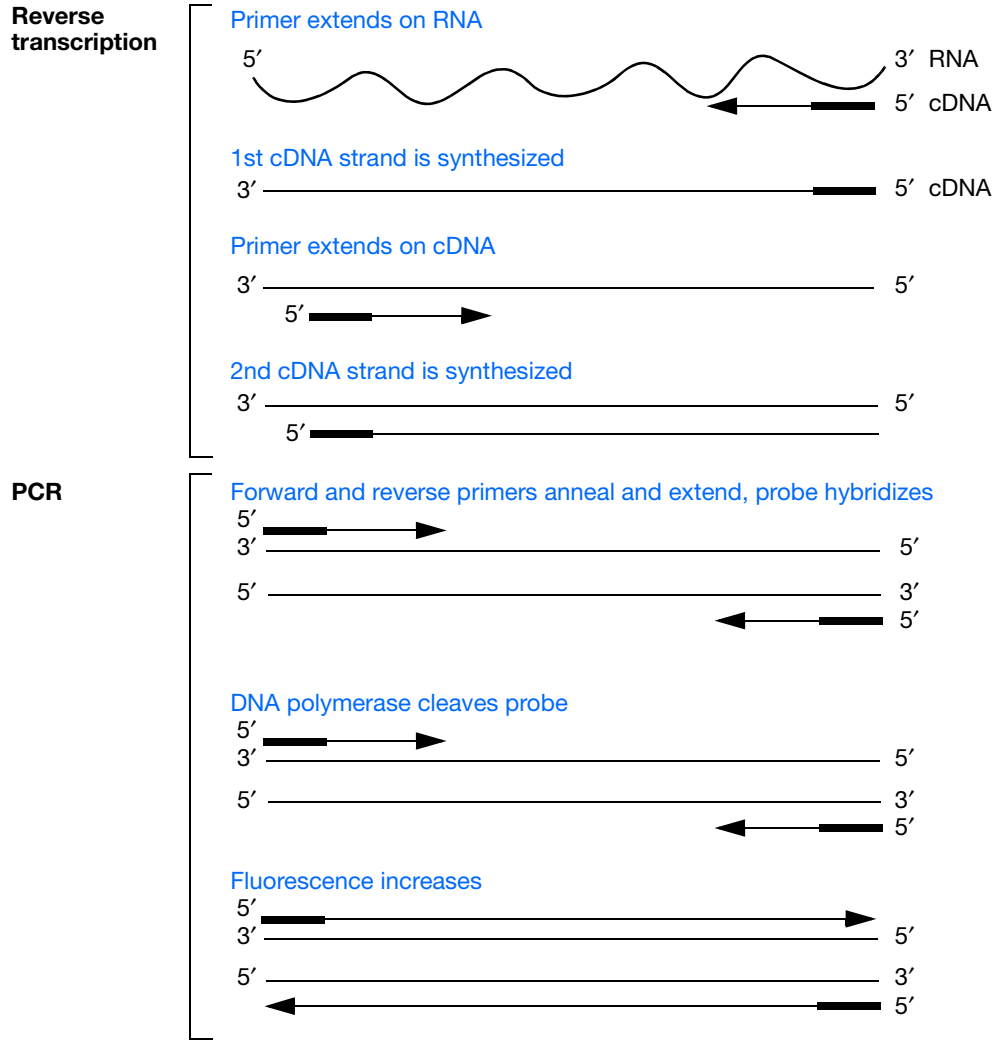 Reverse
transcription
Primer extends on RNA
5′
3′ RNA
5′ cDNA
1st cDNA strand is synthesized
3′
5′ cDNA
Primer extends on cDNA
3′
5′
5′
2nd cDNA strand is synthesized
3′
5′
5′
PCR
Forward and reverse primers anneal and extend, probe hybridizes
5′
3′
5′
5′
3′
5′
DNA polymerase cleaves probe
5′
3′
5′
5′
3′
5′
Fluorescence increases
5′
3′
5′
5′
3′
5′